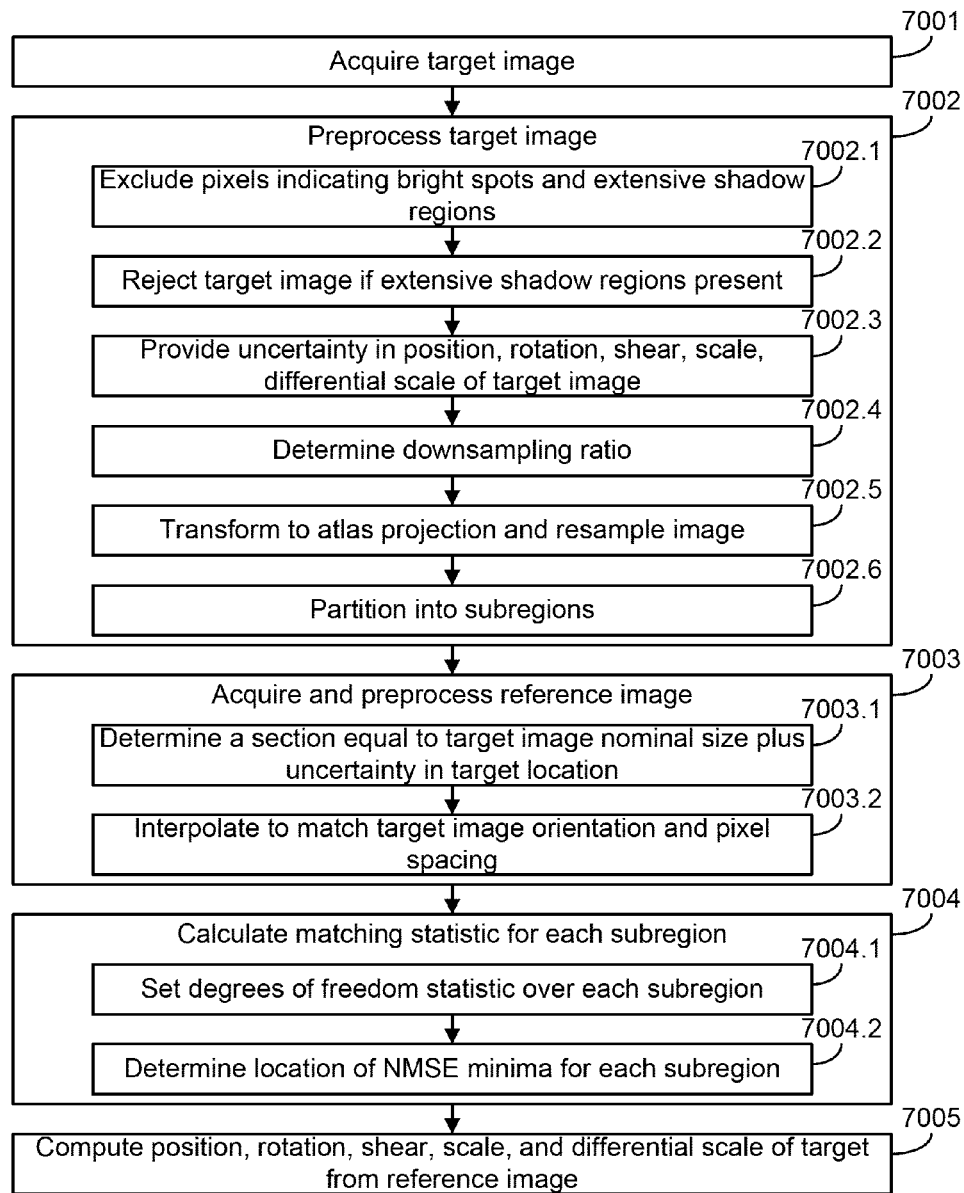 7001
Acquire target image
7002
Preprocess target image
7002.1
Exclude pixels indicating bright spots and extensive shadow
regions
7002.2
Reject target image if extensive shadow regions present
7002.3
Provide uncertainty in position, rotation, shear, scale,
differential scale of target image
7002.4
Determine downsampling ratio
7002.5
Transform to atlas projection and resample image
7002.6
Partition into subregions
7003
Acquire and preprocess reference image
7003.1
Determine a section equal to target image nominal size plus
uncertainty in target location
7003.2
Interpolate to match target image orientation and pixel
spacing
7004
Calculate matching statistic for each subregion
7004.1
Set degrees of freedom statistic over each subregion
7004.2
Determine location of NMSE minima for each subregion
7005
Compute position, rotation, shear, scale, and differential scale of target
from reference image